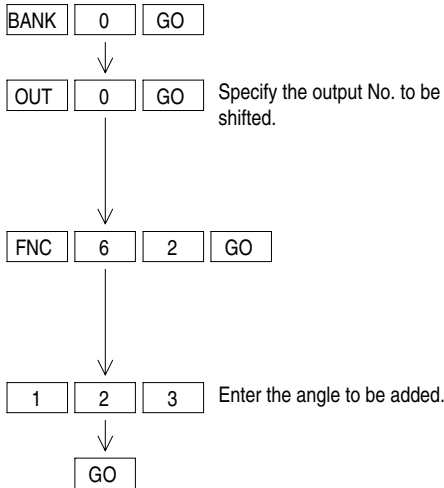 BANK 0 GO
OUT 0 GO Specify the output No. to be
shifted.
FNC 6 2 GO
1 2 3 Enter the angle to be added.
GO